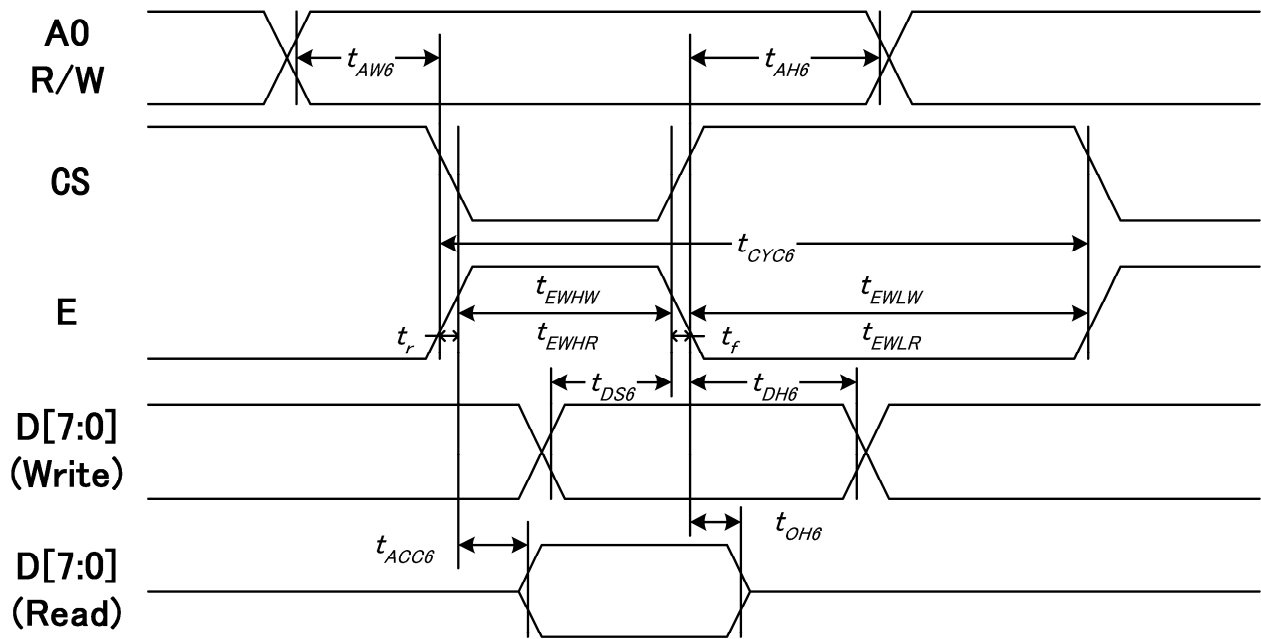 A0
R/W
t_AW6
t_AH6
CS
t_CYC6
E
t_EWHW
t_EWLW
t_r
t_EWHR
t_f
t_EWLR
t_DS6
t_DH6
D[7:0]
(Write)
t_ACC6
t_OH6
D[7:0]
(Read)